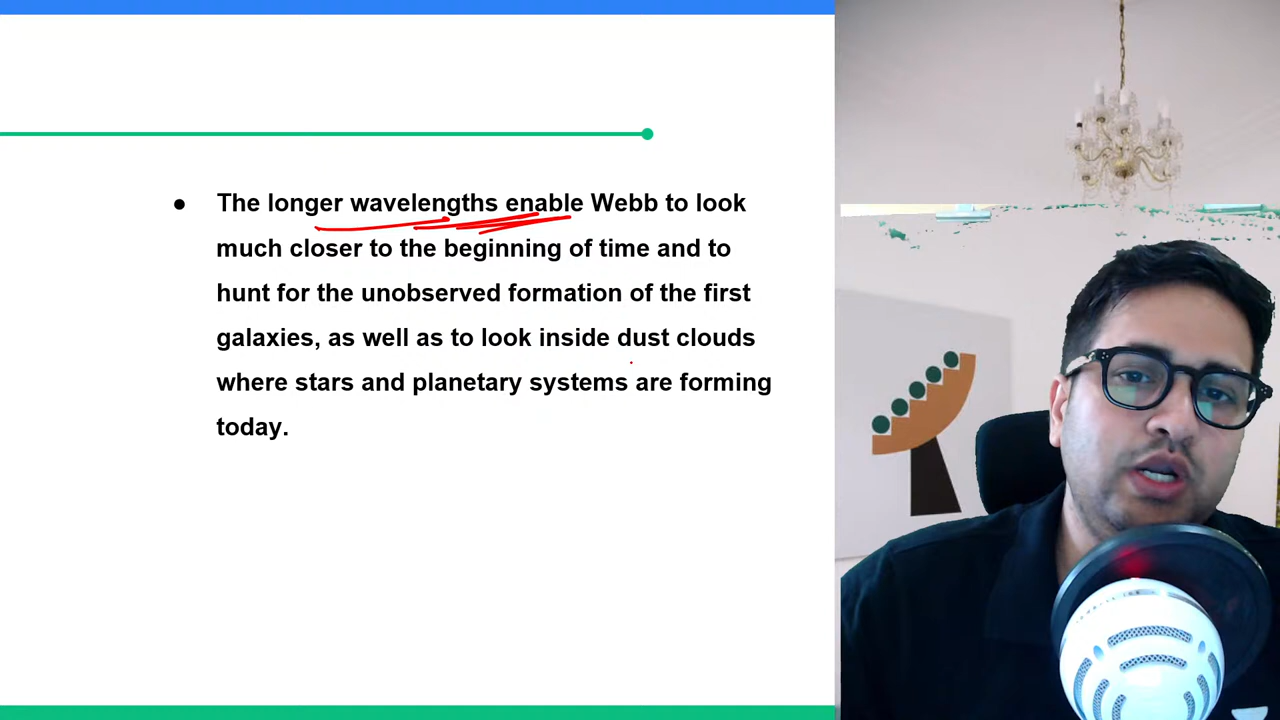 ● The longer wavelengths enable Webb to look
much closer to the beginning of time and to
hunt for the unobserved formation of the first
galaxies, as well as to look inside dust clouds
where stars and planetary systems are forming
today.